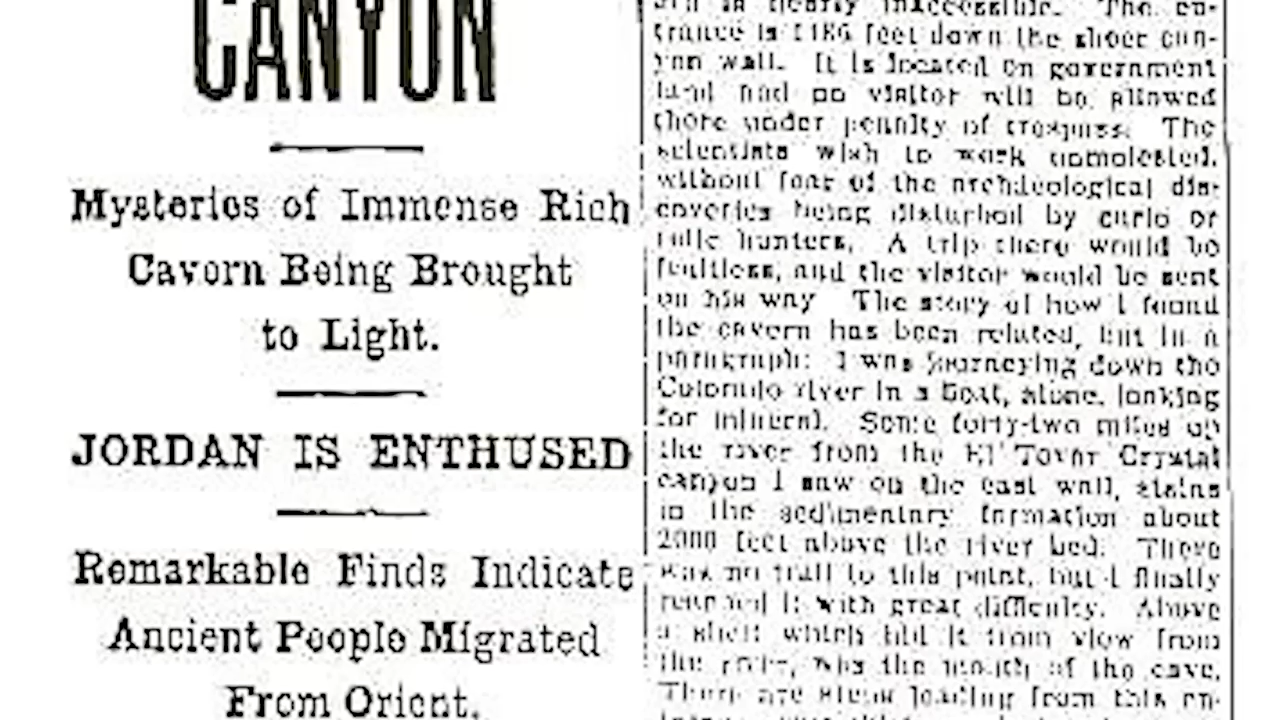 CANYON
Mysteries of Immense Rich
Cavern Being Brought
to Light.
JORDAN IS ENTHUSED
Remarkable Finds Indicate
Ancient People Migrated
From Orient.
is nearly inaccessible. The en-
trance is 1486 feet down the sheer can-
yon wall. It is located on government
land and no visitor will be allowed
there under penalty of trespass. The
scientists wish to work unmolested,
without fear of the archeological dis-
coveries being disturbed by curio or
relic hunters. A trip there would be
fruitless, and the visitor would be sent
on his way. The story of how I found
the cavern has been related, but in a
paragraph: I was journeying down the
Colorado river in a boat, alone, looking
for mineral. Some forty-two miles up
the river from the El Tovar Crystal
canyon I saw on the east wall, stains
in the sedimentary formation about
2000 feet above the river bed. There
was no trail to this point, but I finally
reached it with great difficulty. Above
a shelf which hid it from view from
the river, was the mouth of the cave.
There are steps leading from this en-